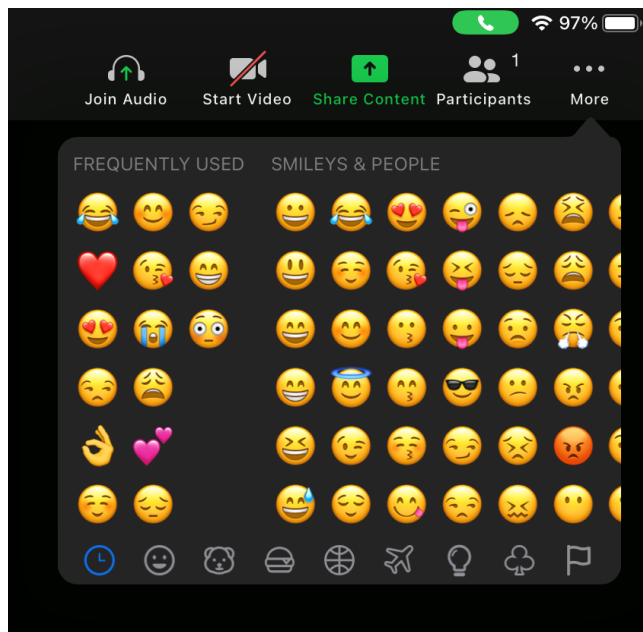 97%
1
Join Audio Start Video Share Content Participants More
FREQUENTLY USED SMILEYS & PEOPLE